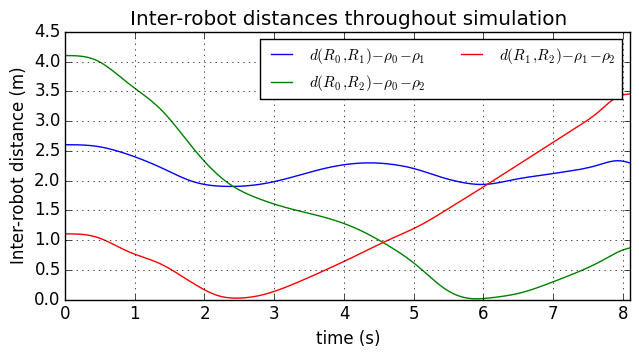 Inter-robot distances throughout simulation
d(R₀,R₁)−ρ₀−ρ₁
d(R₀,R₂)−ρ₀−ρ₂
d(R₁,R₂)−ρ₁−ρ₂
Inter-robot distance (m)
4.5
4.0
3.5
3.0
2.5
2.0
1.5
1.0
0.5
0.0
0 1 2 3 4 5 6 7 8
time (s)